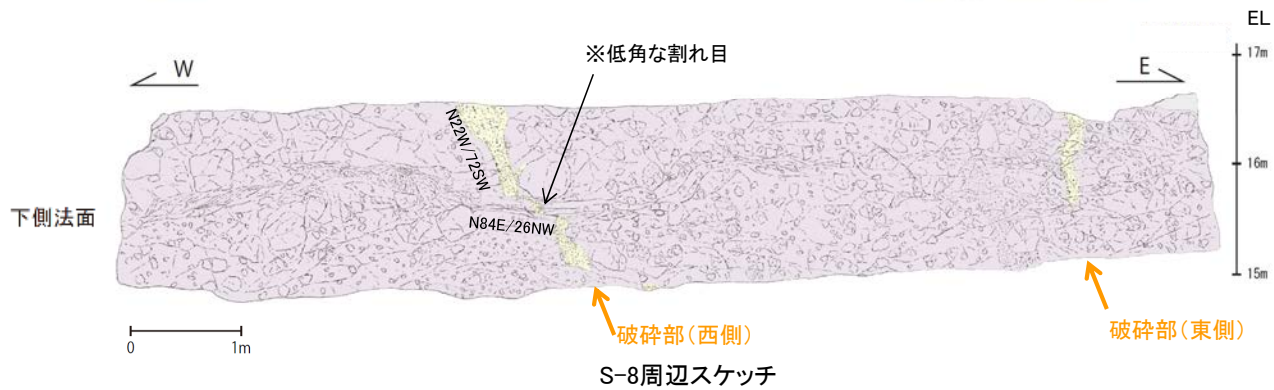 EL
17m
※低角な割れ目
W
E
N22W/72SW
16m
下側法面
N84E/26NW
15m
破砕部(西側)
破砕部(東側)
0 1m
S-8周辺スケッチ